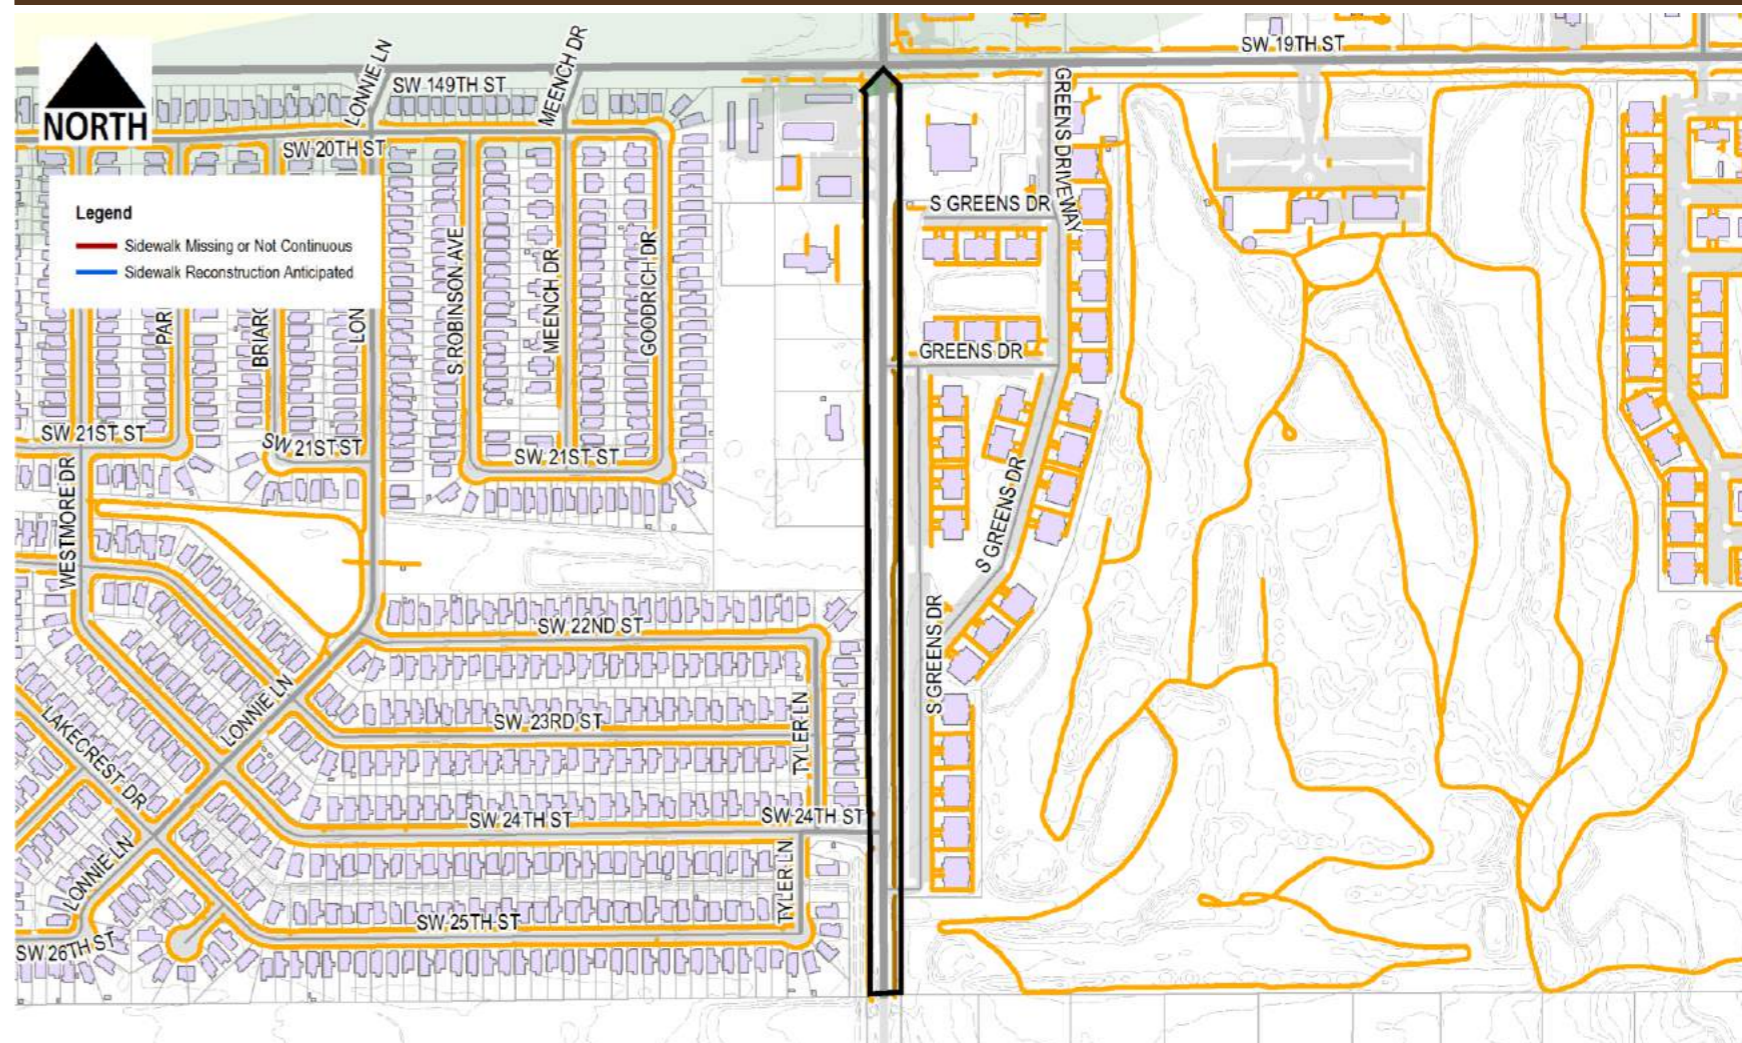 SW 19TH ST
LONNIE LN
MEENCH DR
SW 149TH ST
NORTH
SW 20TH ST
GREENS DRIVEWAY
Legend
Sidewalk Missing or Not Continuous
Sidewalk Reconstruction Anticipated
S GREENS DR
S ROBINSON AVE
MEENCH DR
GOODRICH DR
PAR
BRIARC
LON
GREENS DR
SW 21ST ST
SW 21ST ST
SW 21ST ST
WESTMORE DR
S GREENS DR
SW 22ND ST
S GREENS DR
LONNIE LN
SW 23RD ST
TYLER LN
LAKECREST DR
SW 24TH ST
SW 24TH ST
LONNIE LN
TYLER LN
SW 25TH ST
SW 26TH ST